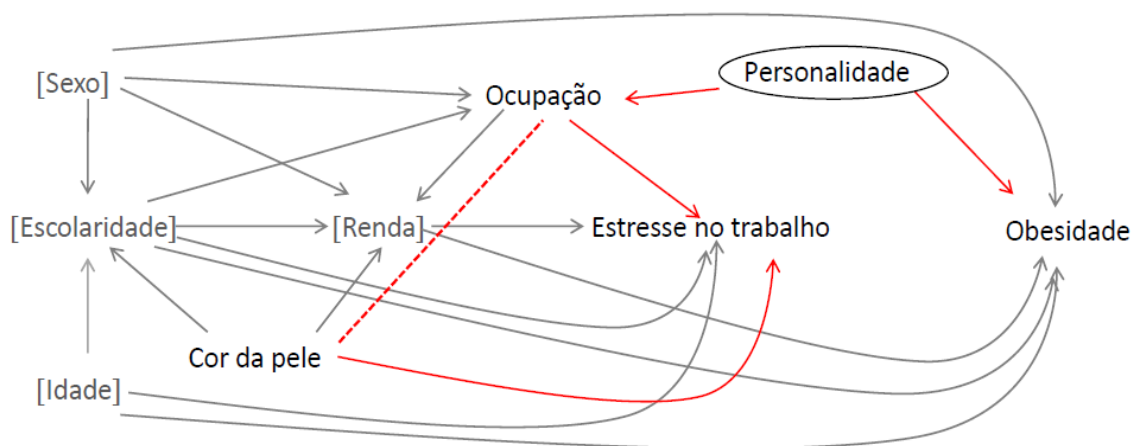 [Sexo]
Personalidade
Ocupação
[Escolaridade]
[Renda]
Estresse no trabalho
Obesidade
Cor da pele
[Idade]